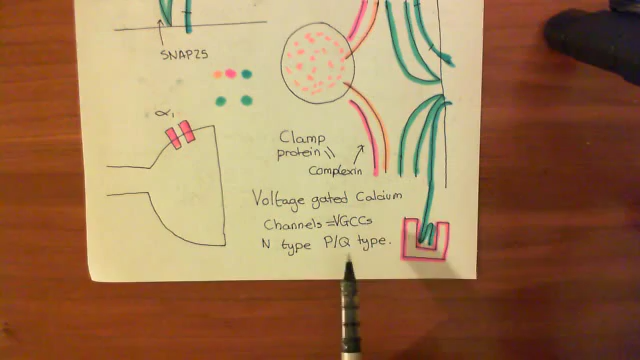 SNAP25
α1
Clamp
protein \\
Complexin
Voltage gated Calcium
Channels =VGCCs
N type P/Q type.